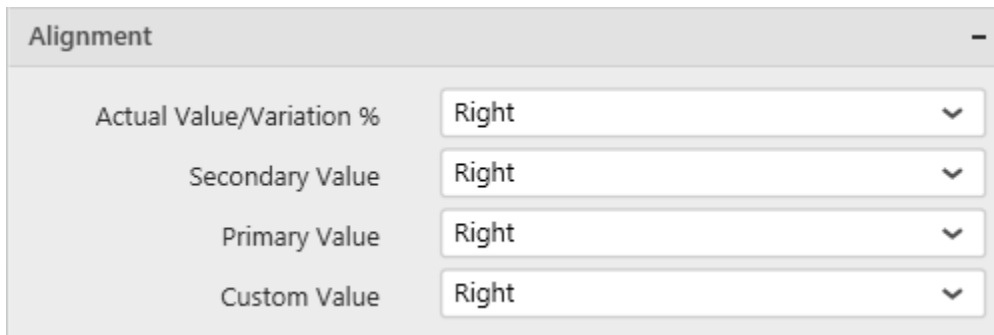 Alignment
Actual Value/Variation % Right
Secondary Value Right
Primary Value Right
Custom Value Right